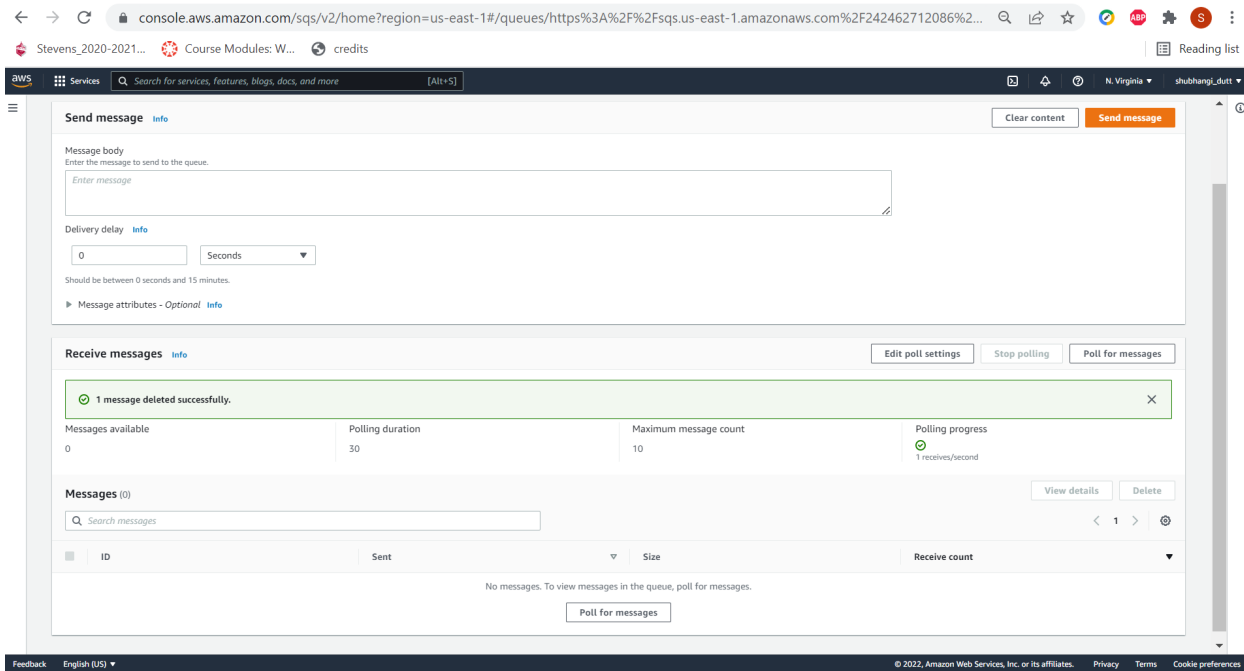 console.aws.amazon.com/sqs/v2/home?region=us-east-1#/queues/https%3A%2F%2Fsqs.us-east-1.amazonaws.com%2F242462712086%2...
ABP
S
Stevens_2020-2021... Course Modules: W... credits Reading list
aws Services Search for services, features, blogs, docs, and more [Alt+S] N. Virginia ▼ shubhangi_dutt ▼
Send message Info Clear content Send message
Message body
Enter the message to send to the queue.
Enter message
Delivery delay Info
0 Seconds ▼
Should be between 0 seconds and 15 minutes.
▶ Message attributes - Optional Info
Receive messages Info Edit poll settings Stop polling Poll for messages
1 message deleted successfully.
Messages available Polling duration Maximum message count Polling progress
0 30 10
1 receives/second
Messages (0) View details Delete
Search messages < 1 >
ID Sent Size Receive count
No messages. To view messages in the queue, poll for messages.
Poll for messages
Feedback English (US) ▼ © 2022, Amazon Web Services, Inc. or its affiliates. Privacy Terms Cookie preferences